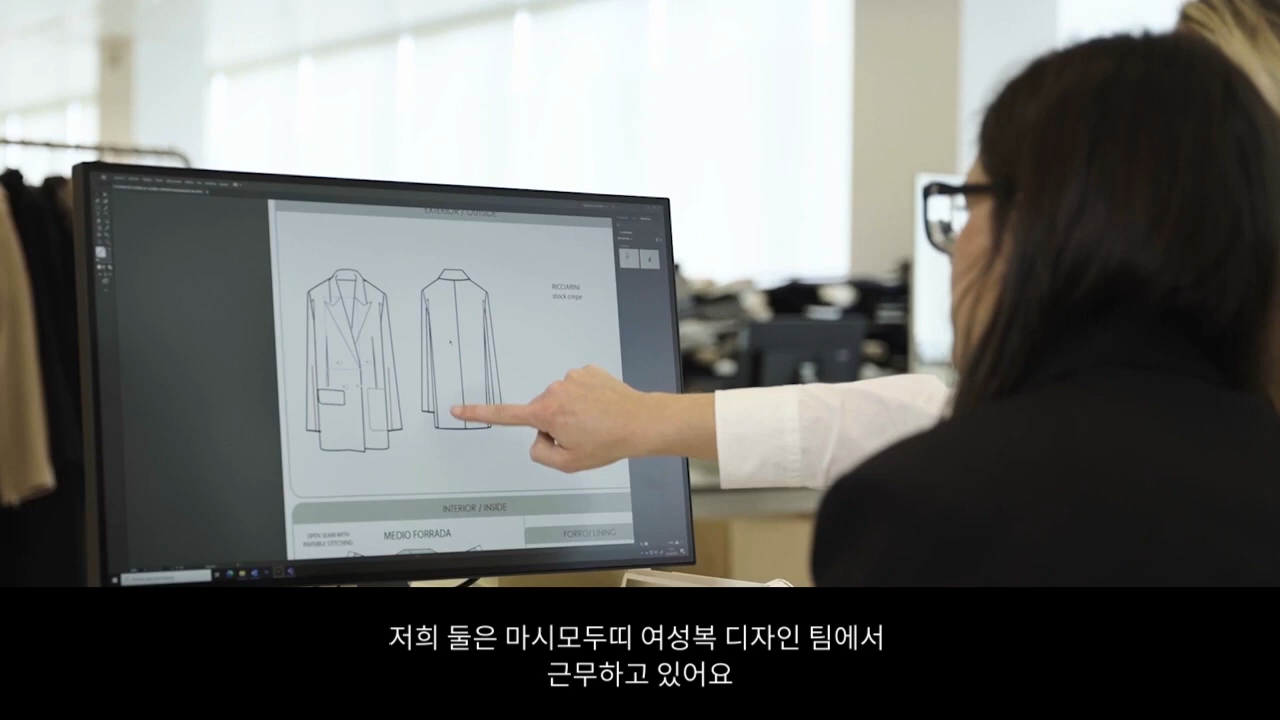 EXTERIOR / OUTSIDE
RICCIARINI
stock crepe
INTERIOR / INSIDE
OPEN SEAM WITH
INVISIBLE STITCHING
MEDIO FORRADA
FORRO / LINING
저희 둘은 마시모두띠 여성복 디자인 팀에서
근무하고 있어요